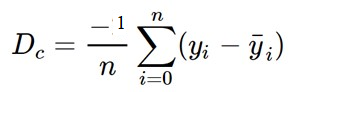 D_c = \frac{-1}{n} \sum_{i=0}^{n} (y_i - \bar{y}_i)